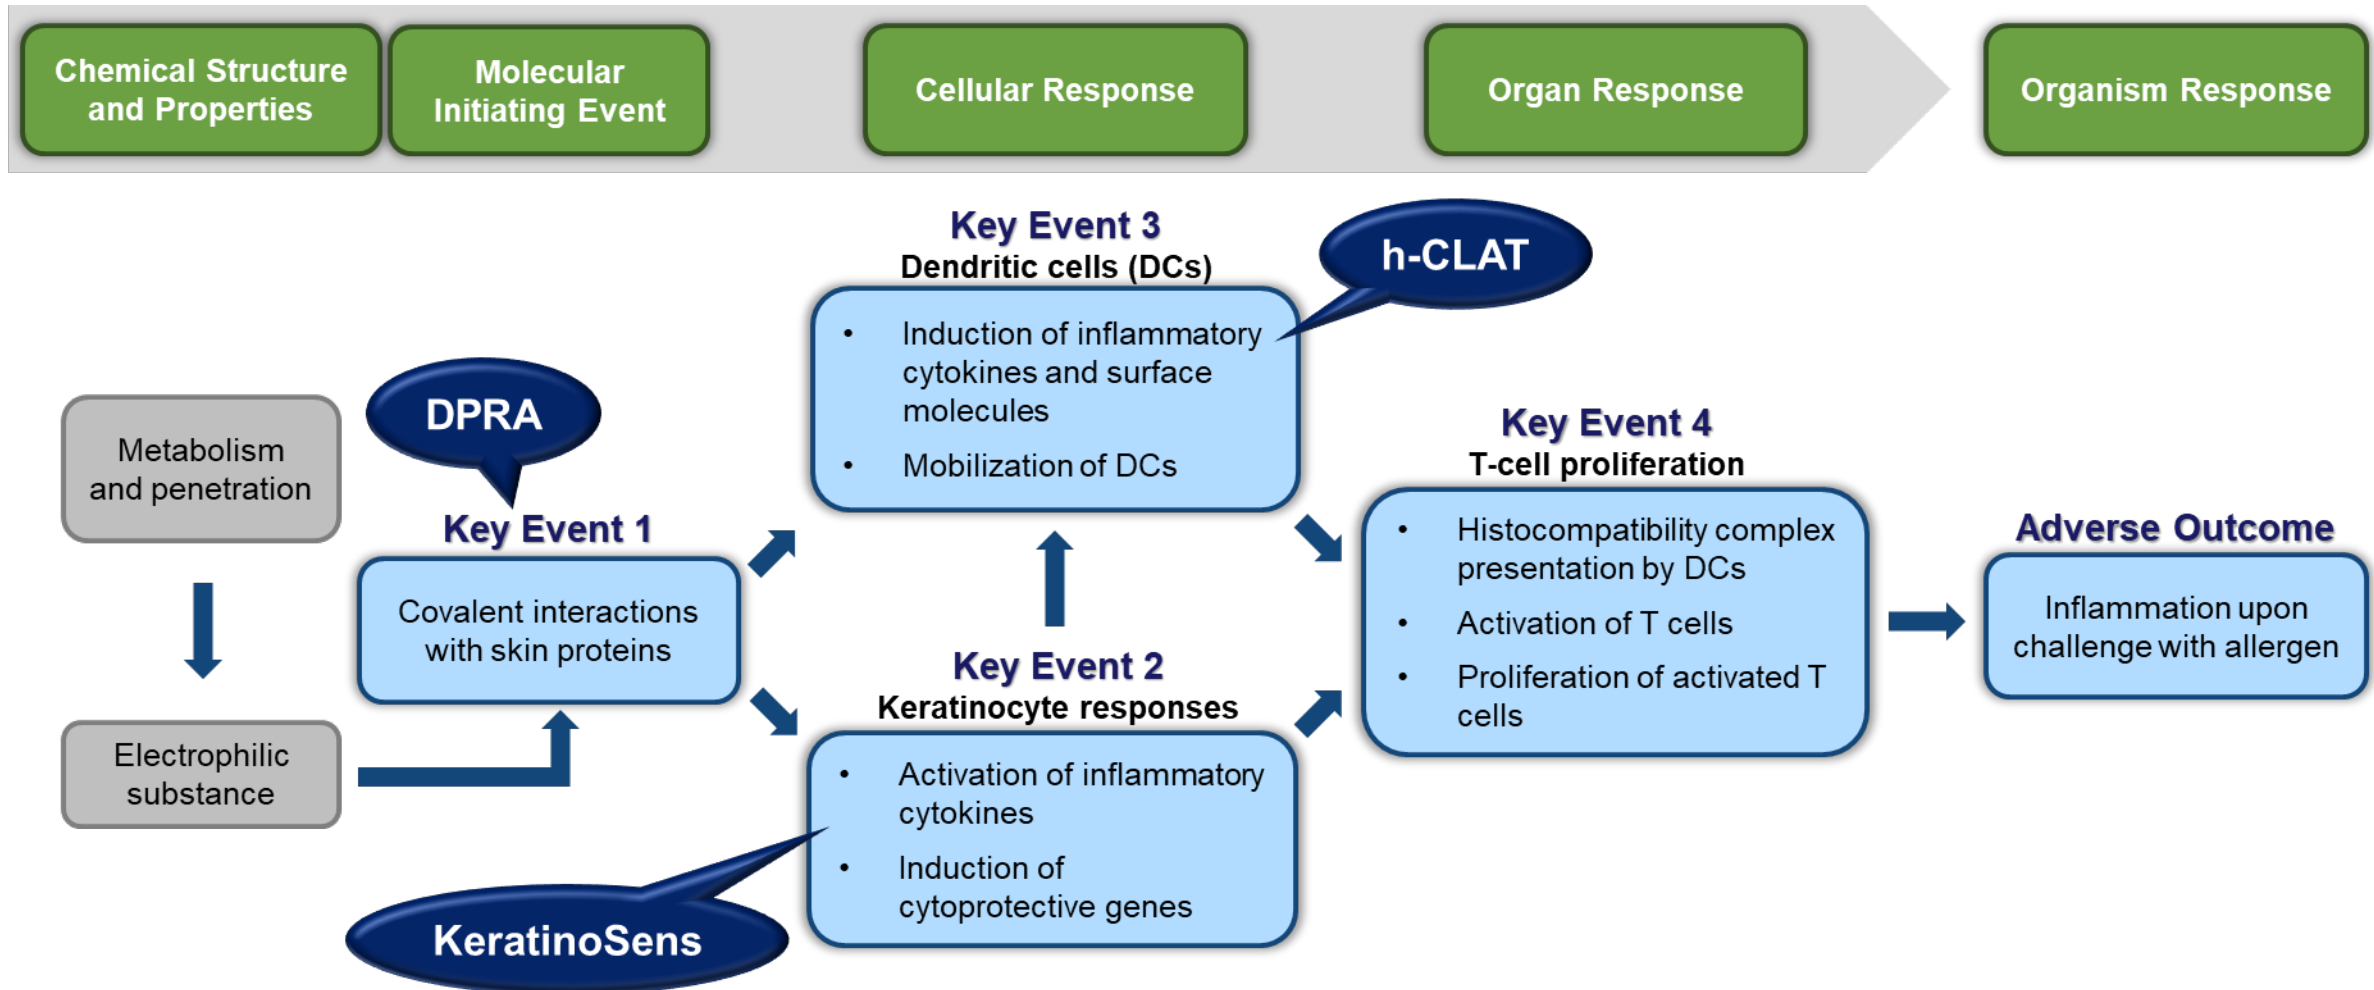 Chemical Structure
and Properties
Molecular
Initiating Event
Cellular Response
Organ Response
Organism Response
Metabolism
and penetration
Electrophilic
substance
DPRA
Key Event 1
Covalent interactions
with skin proteins
Key Event 3
Dendritic cells (DCs)
• Induction of inflammatory
cytokines and surface
molecules
• Mobilization of DCs
h-CLAT
Key Event 2
Keratinocyte responses
• Activation of inflammatory
cytokines
• Induction of
cytoprotective genes
KeratinoSens
Key Event 4
T-cell proliferation
• Histocompatibility complex
presentation by DCs
• Activation of T cells
• Proliferation of activated T
cells
Adverse Outcome
Inflammation upon
challenge with allergen